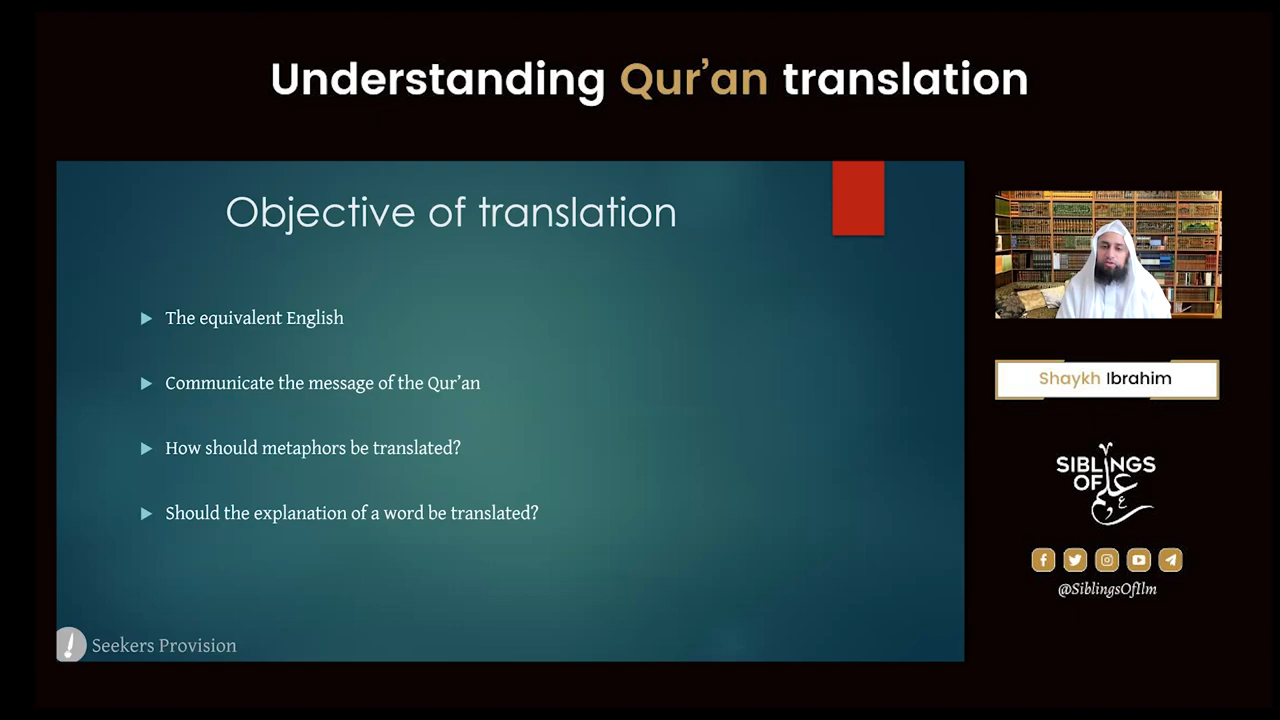 Understanding Qur’an translation
Objective of translation
The equivalent English
Communicate the message of the Qur’an
How should metaphors be translated?
Should the explanation of a word be translated?
Seekers Provision
Shaykh Ibrahim
SIBLINGS
OF علم
@SiblingsOfIlm